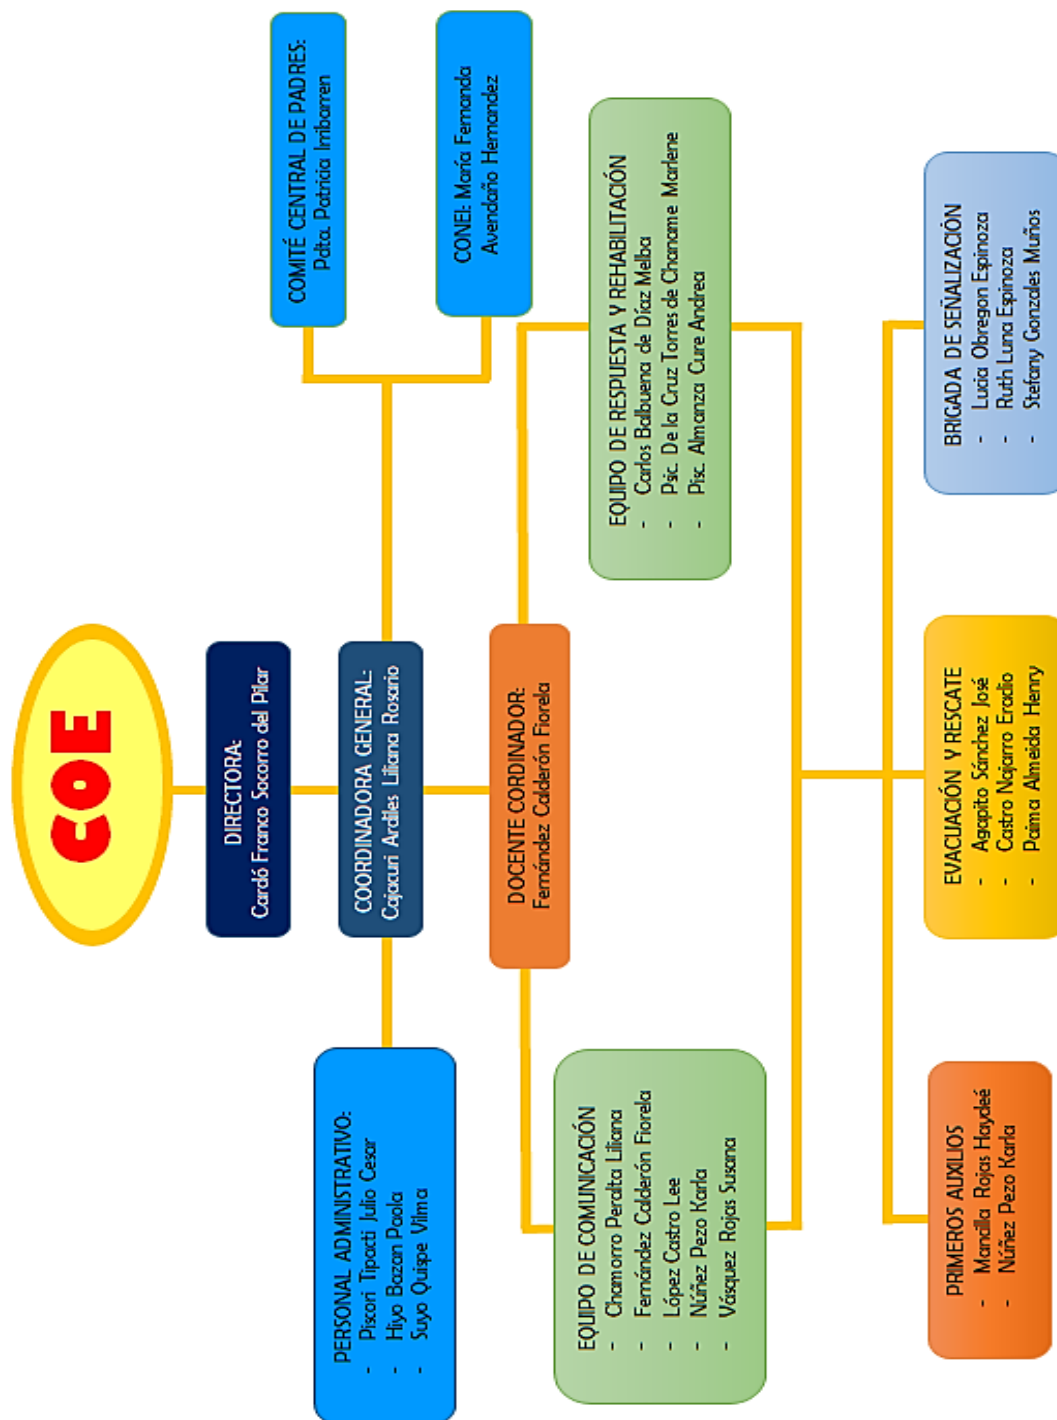 COE
DIRECTORA:
Cardó Franco Socorro del Pilar
COORDINADORA GENERAL:
Cajacuri Ardiles Liliana Rosario
PERSONAL ADMINISTRATIVO:
- Piscori Tipacti Julio Cesar
- Hiyo Bazan Paola
- Suyo Quispe Vilma
COMITÉ CENTRAL DE PADRES:
Pdta. Patricia Irribarren
CONEI: María Fernanda
Avendaño Hernandez
DOCENTE CORDINADOR:
Fernández Calderón Fiorela
EQUIPO DE COMUNICACIÓN
- Chamorro Peralta Liliana
- Fernández Calderón Fiorela
- López Castro Lee
- Núñez Pezo Karla
- Vásquez Rojas Susana
EQUIPO DE RESPUESTA Y REHABILITACIÓN
- Carlos Balbuena de Díaz Melba
- Psic. De la Cruz Torres de Chaname Marlene
- Pisc. Almanza Cure Andrea
PRIMEROS AUXILIOS
- Mancilla Rojas Haydeé
- Núñez Pezo Karla
EVACUACIÓN Y RESCATE
- Agapito Sánchez José
- Castro Najarro Eradio
- Paima Almeida Henry
BRIGADA DE SEÑALIZACIÓN
- Lucia Obregon Espinoza
- Ruth Luna Espinoza
- Stefany Gonzales Muños